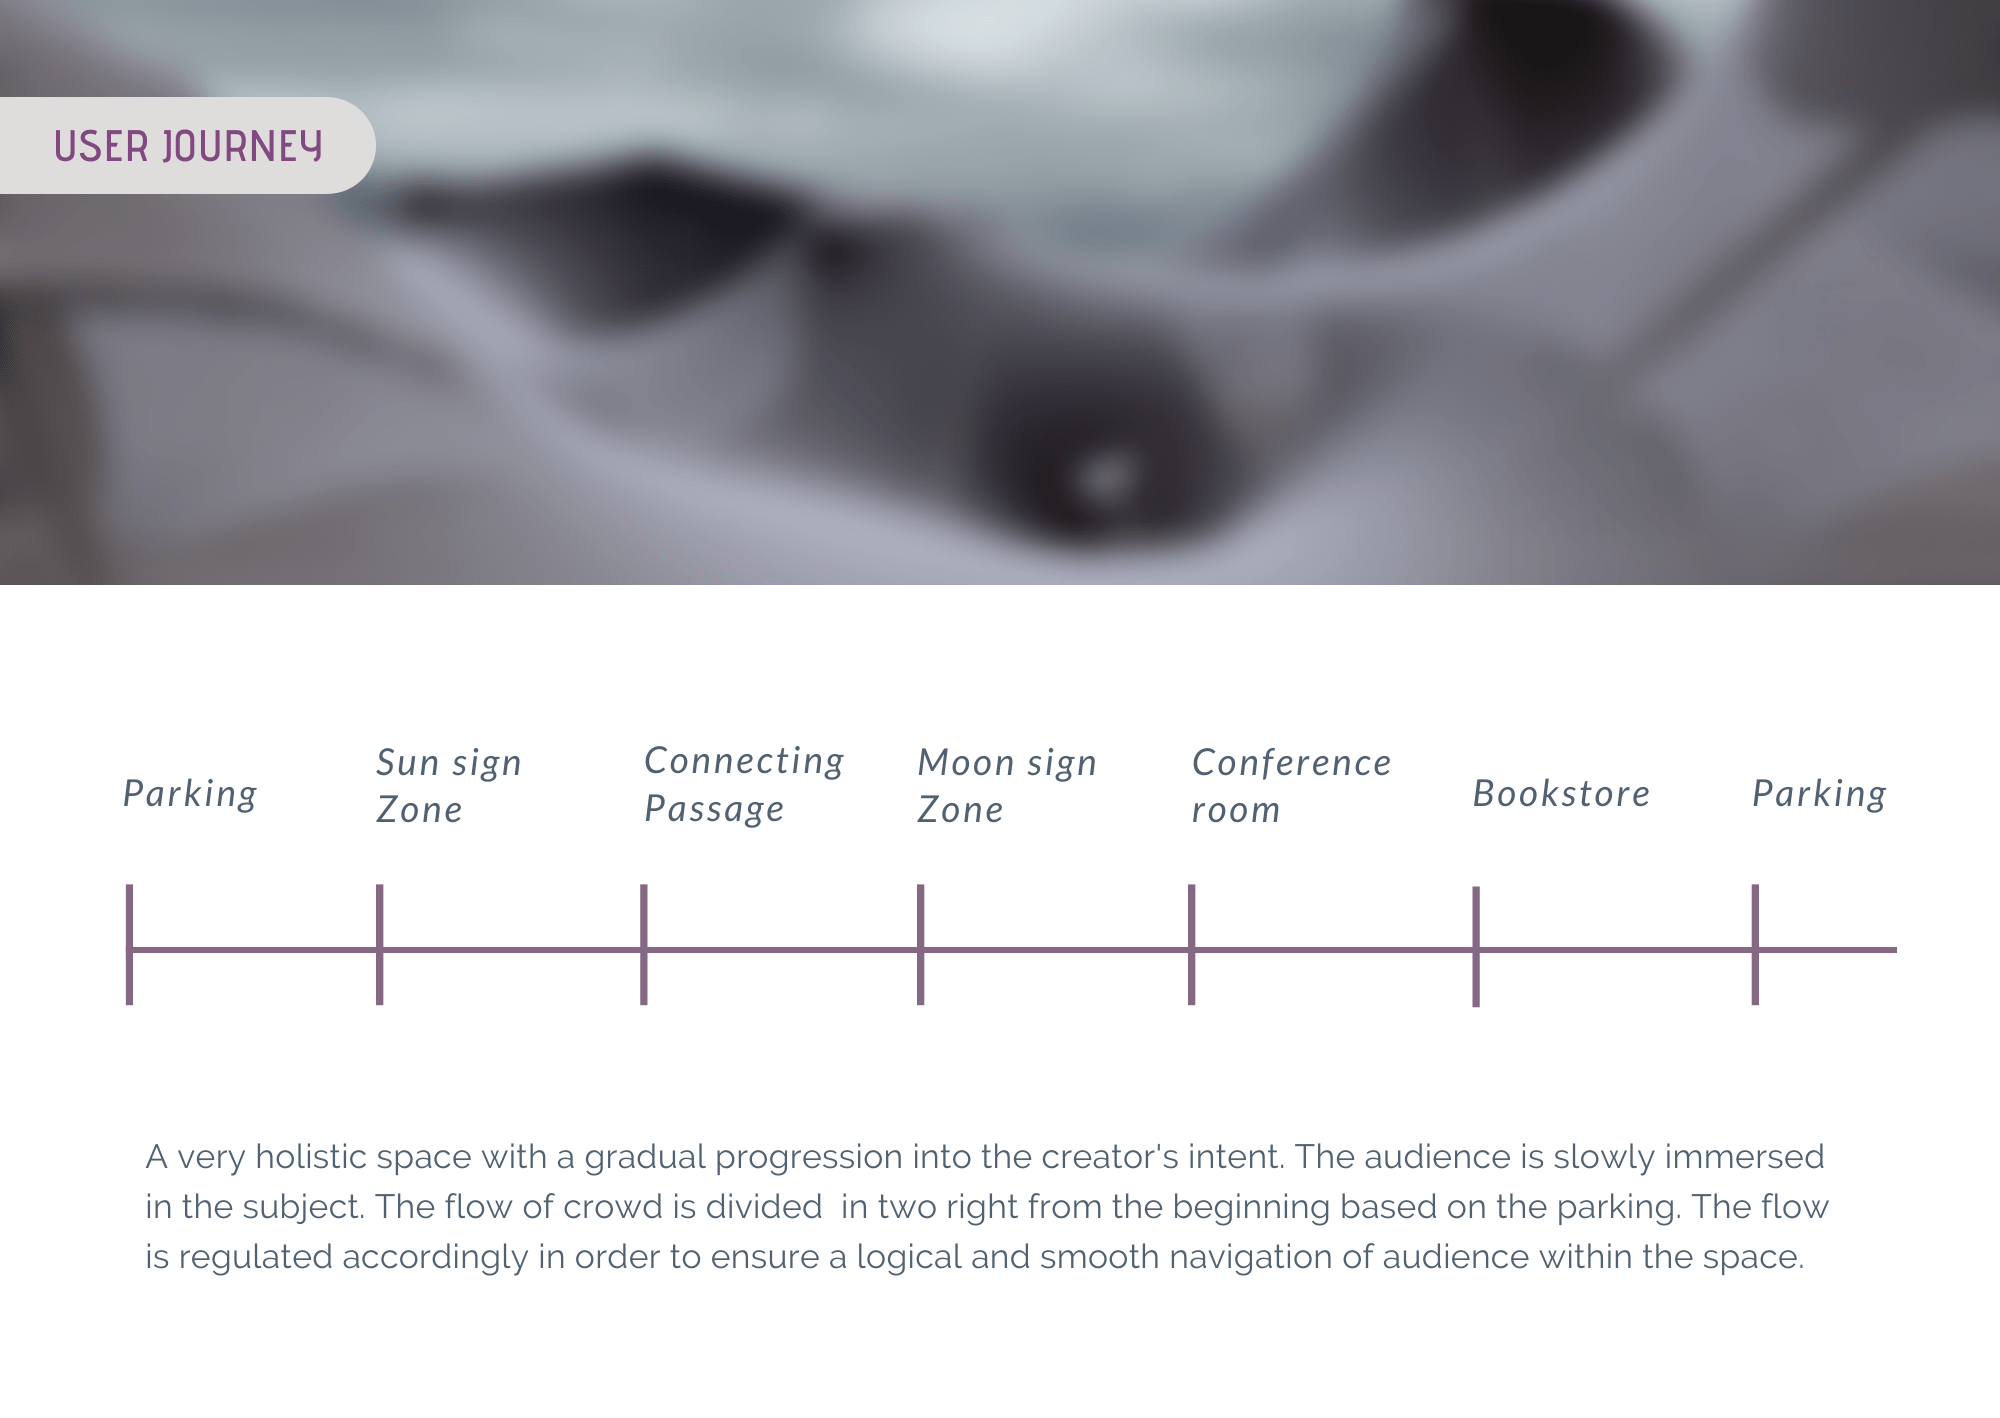 USER JOURNEY
Parking
Sun sign
Zone
Connecting
Passage
Moon sign
Zone
Conference
room
Bookstore
Parking
A very holistic space with a gradual progression into the creator's intent. The audience is slowly immersed
in the subject. The flow of crowd is divided  in two right from the beginning based on the parking. The flow
is regulated accordingly in order to ensure a logical and smooth navigation of audience within the space.